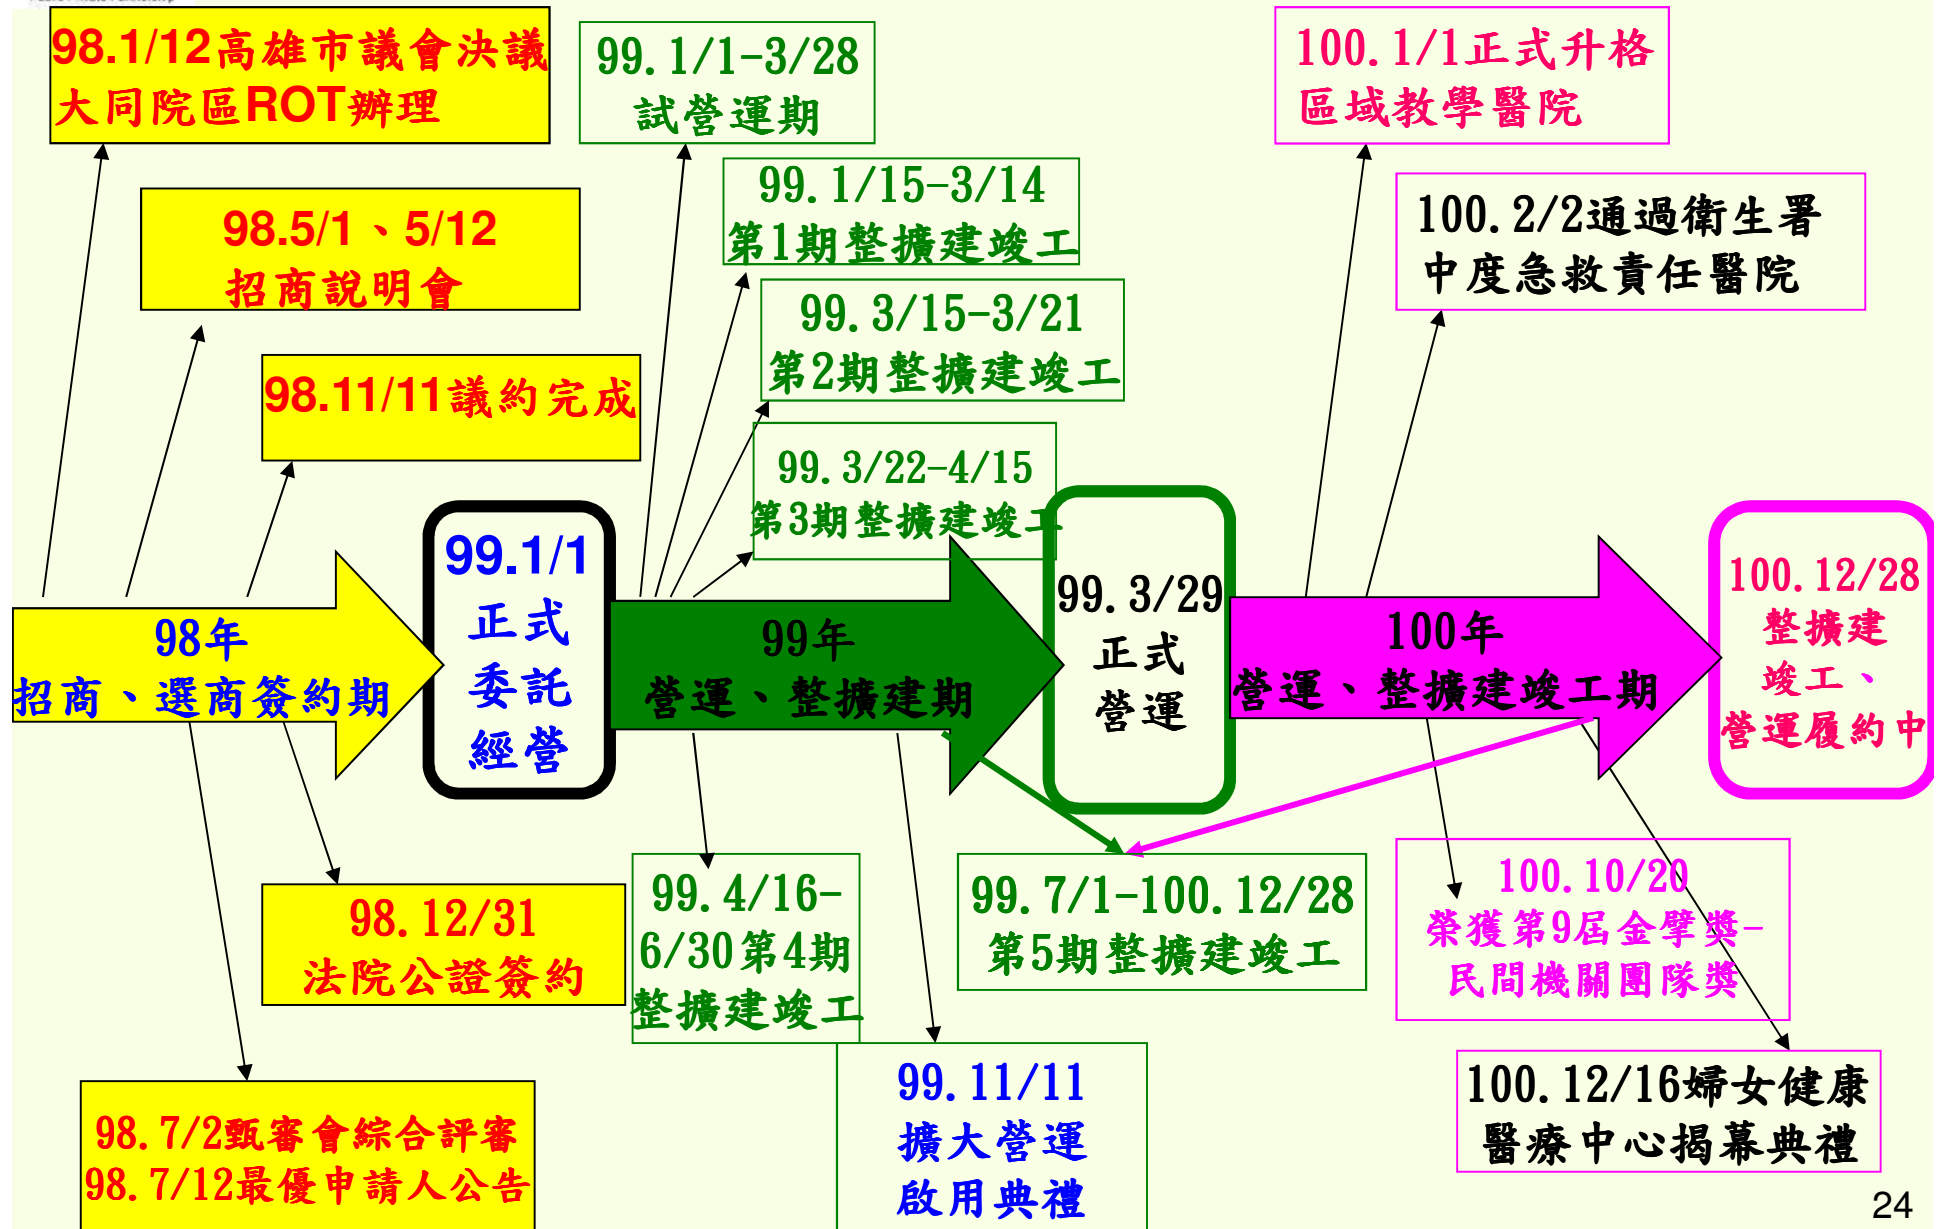 98.1/12高雄市議會決議
大同院區ROT辦理
99.1/1-3/28
試營運期
100.1/1正式升格
區域教學醫院
99.1/15-3/14
第1期整擴建竣工
100.2/2通過衛生署
中度急救責任醫院
98.5/1、5/12
招商說明會
99.3/15-3/21
第2期整擴建竣工
98.11/11議約完成
99.3/22-4/15
第3期整擴建竣工
98年
招商、選商簽約期
99.1/1
正式
委託
經營
99年
營運、整擴建期
99.3/29
正式
營運
100年
營運、整擴建竣工期
100.12/28
整擴建
竣工、
營運履約中
98.12/31
法院公證簽約
99.4/16-
6/30第4期
整擴建竣工
99.7/1-100.12/28
第5期整擴建竣工
100.10/20
榮獲第9屆金擘獎-
民間機關團隊獎
98.7/2甄審會綜合評審
98.7/12最優申請人公告
99.11/11
擴大營運
啟用典禮
100.12/16婦女健康
醫療中心揭幕典禮
24